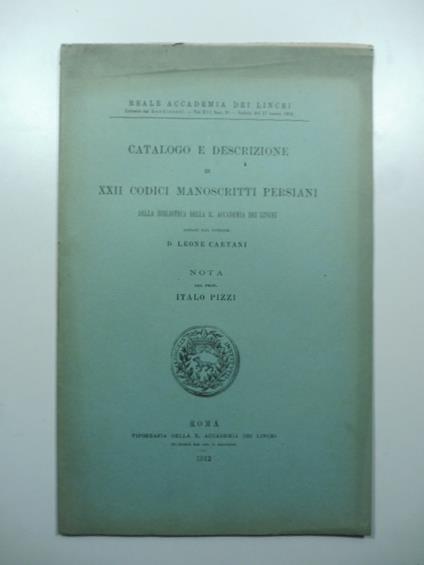 REALE ACCADEMIA DEI LINCEI
CATALOGO E DESCRIZIONE
DI
XXII CODICI MANOSCRITTI PERSIANI
DELLA BIBLIOTECA DELLA R. ACCADEMIA DEI LINCEI
D. LEONE CAETANI
NOTA
DEL PROF.
ITALO PIZZI
ROMA
TIPOGRAFIA DELLA R. ACCADEMIA DEI LINCEI
1912